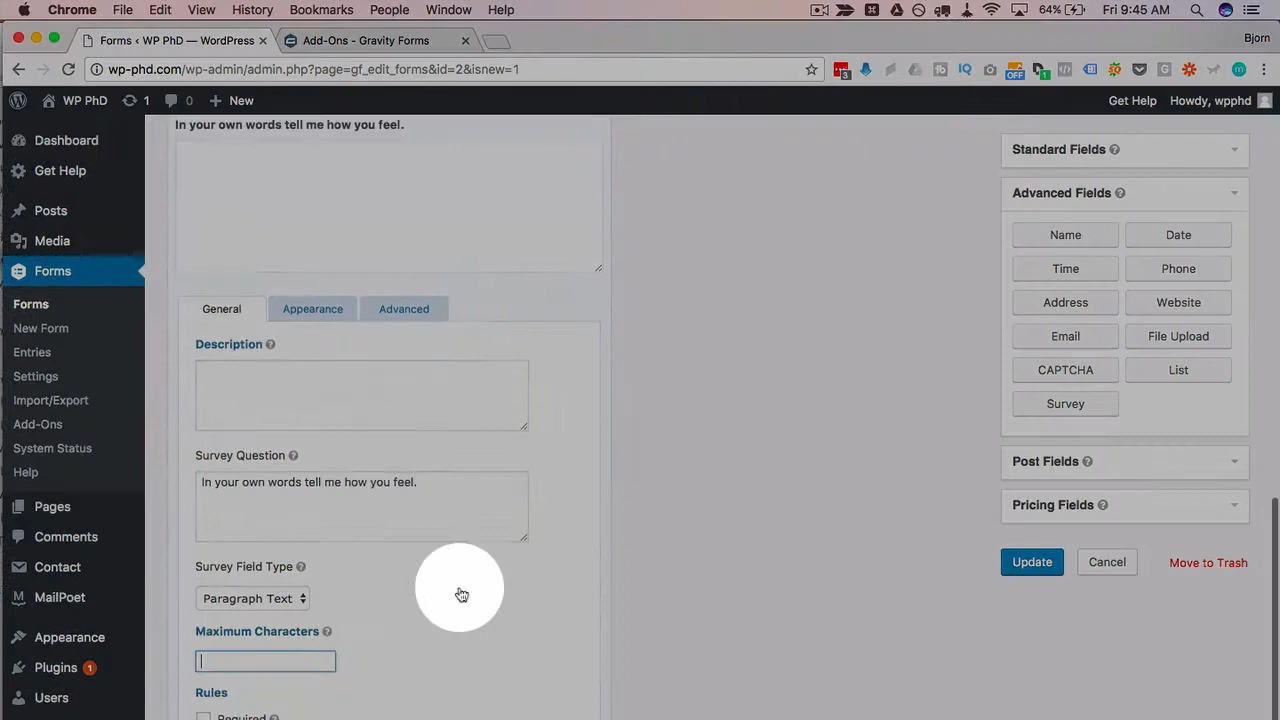 Chrome File Edit View History Bookmarks People Window Help 64% Fri 9:45 AM
Forms ‹ WP PhD — WordPress × Add-Ons - Gravity Forms × Bjorn
wp-phd.com/wp-admin/admin.php?page=gf_edit_forms&id=2&isnew=1
WP PhD 1 0 + New Get Help Howdy, wpphd
Dashboard
Get Help
Posts
Media
Forms
Forms
New Form
Entries
Settings
Import/Export
Add-Ons
System Status
Help
Pages
Comments
Contact
MailPoet
Appearance
Plugins 1
Users
In your own words tell me how you feel.
General Appearance Advanced
Description
Survey Question
In your own words tell me how you feel.
Survey Field Type
Paragraph Text
Maximum Characters
Rules
Required
Standard Fields
Advanced Fields
Name Date
Time Phone
Address Website
Email File Upload
CAPTCHA List
Survey
Post Fields
Pricing Fields
Update Cancel Move to Trash